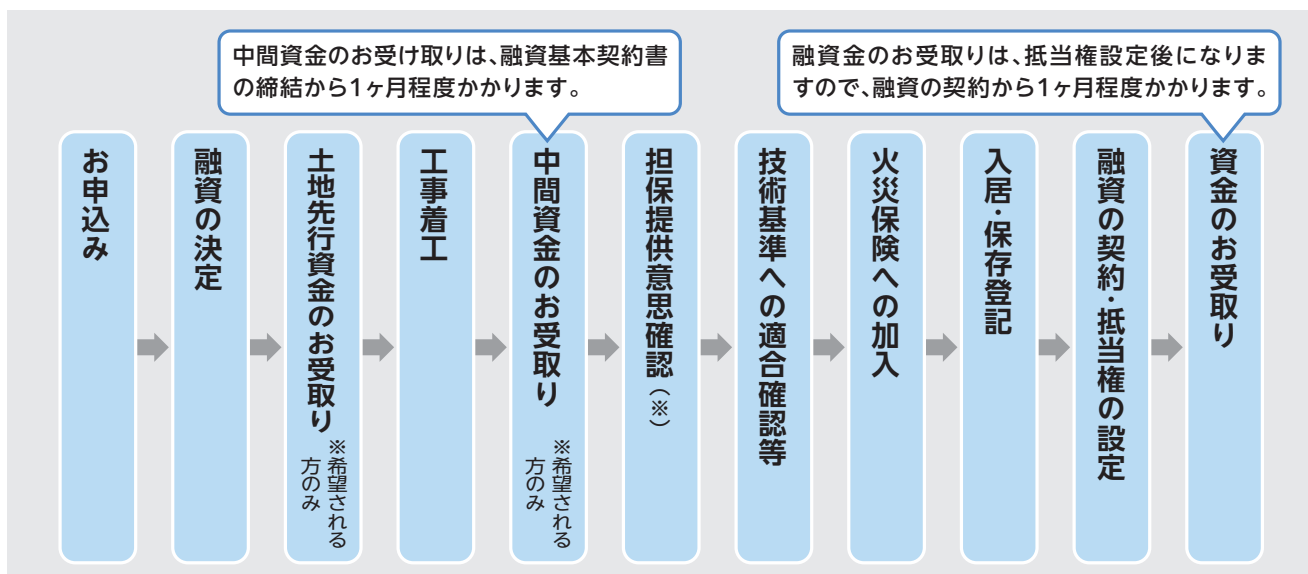 中間資金のお受け取りは、融資基本契約書
の締結から1ヶ月程度かかります。
融資金のお受取りは、抵当権設定後になりま
すので、融資の契約から1ヶ月程度かかります。
お申込み
融資の決定
土地先行資金のお受取り
※希望される
方のみ
工事着工
中間資金のお受取り
※希望される
方のみ
担保提供意思確認(※)
技術基準への適合確認等
火災保険への加入
入居・保存登記
融資の契約・抵当権の設定
資金のお受取り